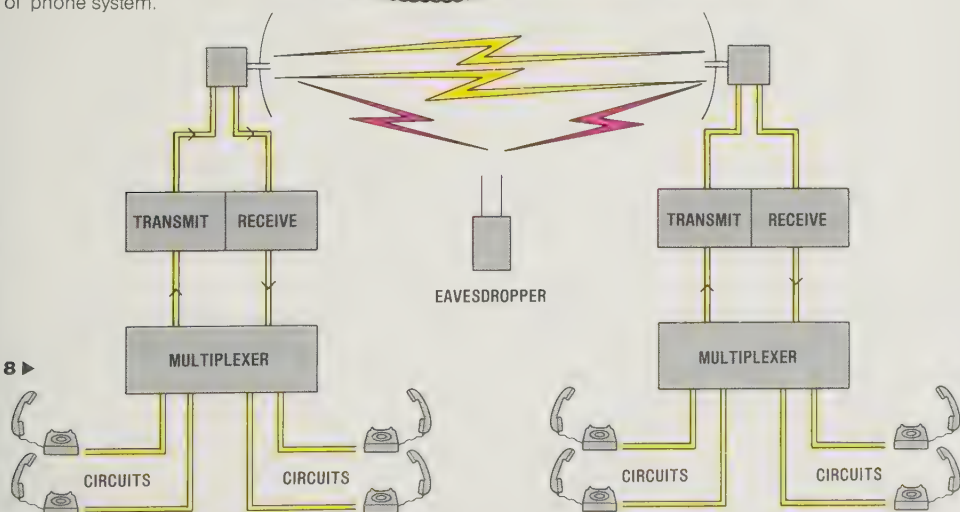 of phone system.
TRANSMIT RECEIVE
TRANSMIT RECEIVE
EAVESDROPPER
MULTIPLEXER
MULTIPLEXER
8 ▶
CIRCUITS CIRCUITS
CIRCUITS CIRCUITS